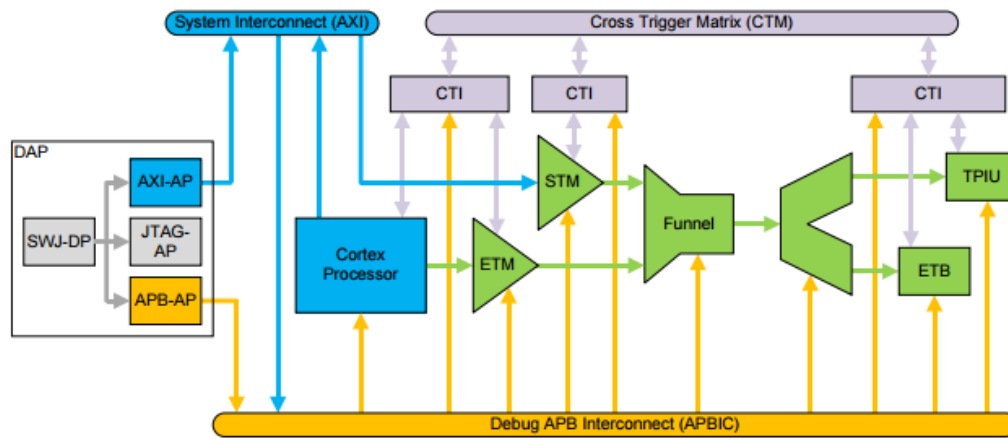 System Interconnect (AXI)
Cross Trigger Matrix (CTM)
CTI
CTI
CTI
DAP
AXI-AP
SWJ-DP
JTAG-
AP
APB-AP
Cortex
Processor
STM
ETM
Funnel
TPIU
ETB
Debug APB Interconnect (APBIC)